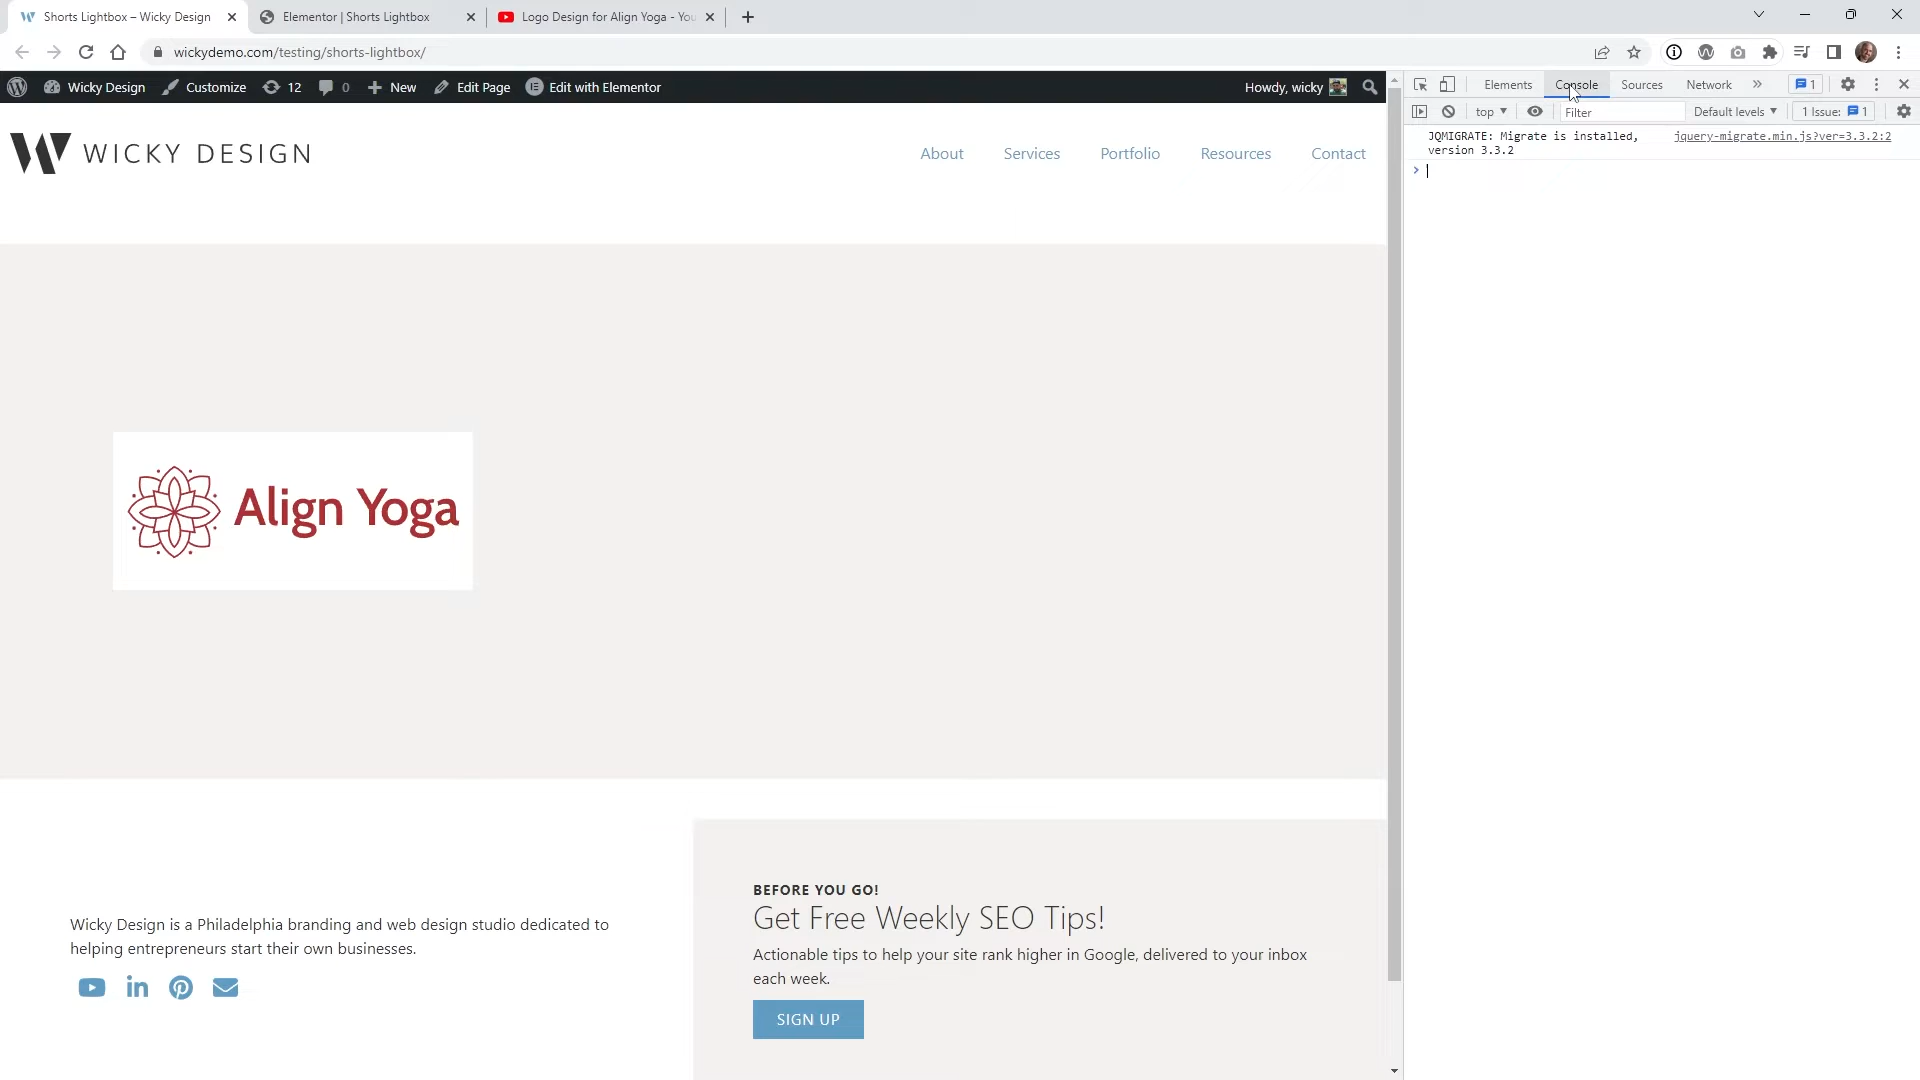 Shorts Lightbox – Wicky Design
Elementor | Shorts Lightbox
Logo Design for Align Yoga - You
wickydemo.com/testing/shorts-lightbox/
Wicky Design
Customize
12
0
New
Edit Page
Edit with Elementor
Howdy, wicky
Elements
Console
Sources
Network
1
top
Filter
Default levels
1 Issue:
1
JQMIGRATE: Migrate is installed, jquery-migrate.min.js?ver=3.3.2:2
version 3.3.2
WICKY DESIGN
About
Services
Portfolio
Resources
Contact
Align Yoga
Wicky Design is a Philadelphia branding and web design studio dedicated to
helping entrepreneurs start their own businesses.
BEFORE YOU GO!
Get Free Weekly SEO Tips!
Actionable tips to help your site rank higher in Google, delivered to your inbox
each week.
SIGN UP